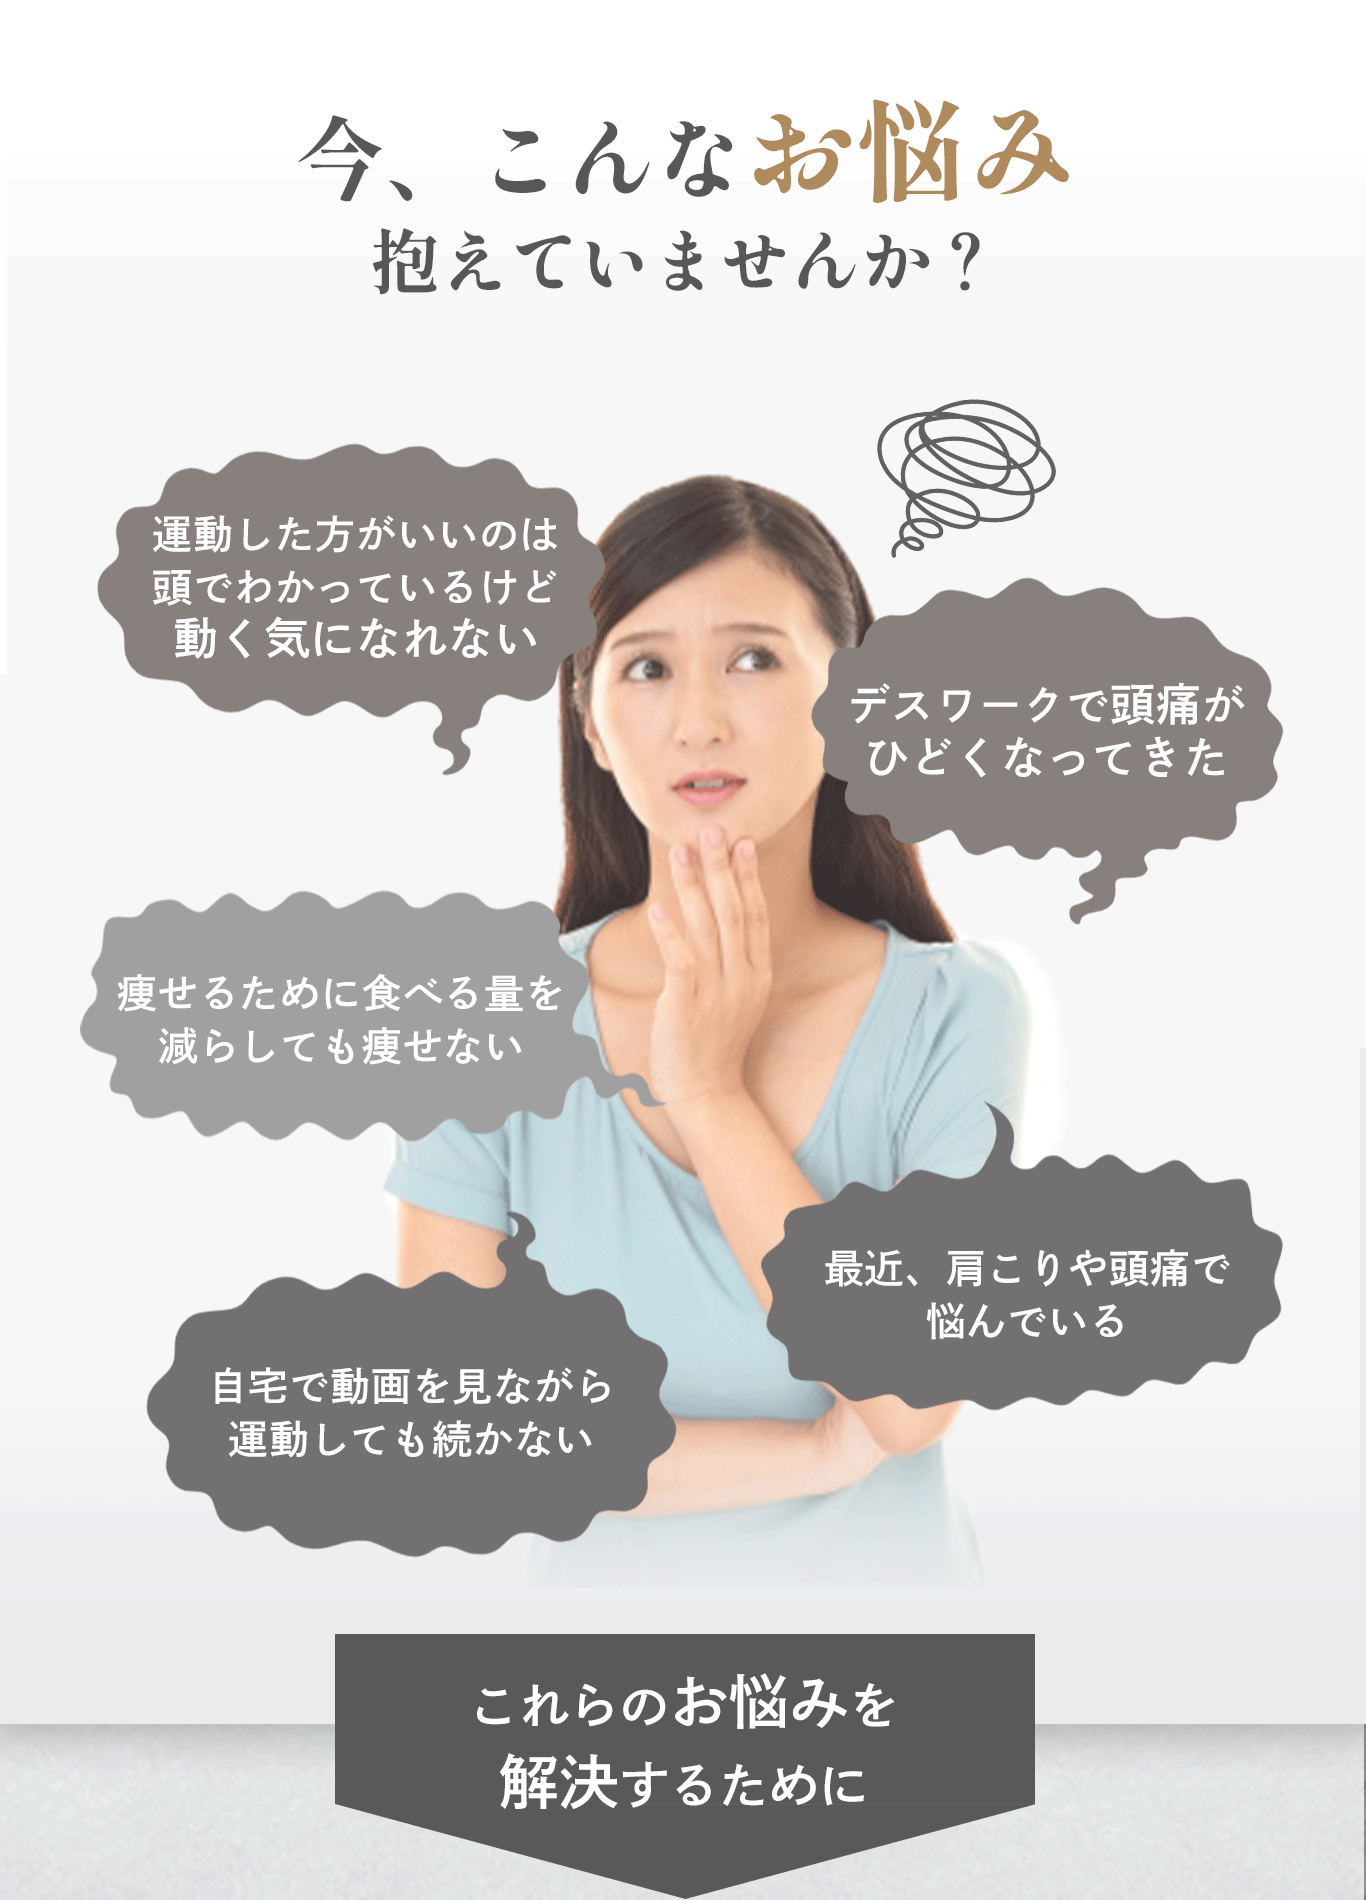 今、こんなお悩み
抱えていませんか？
運動した方がいいのは
頭でわかっているけど
動く気になれない
デスワークで頭痛が
ひどくなってきた
痩せるために食べる量を
減らしても痩せない
最近、肩こりや頭痛で
悩んでいる
自宅で動画を見ながら
運動しても続かない
これらのお悩みを
解決するために